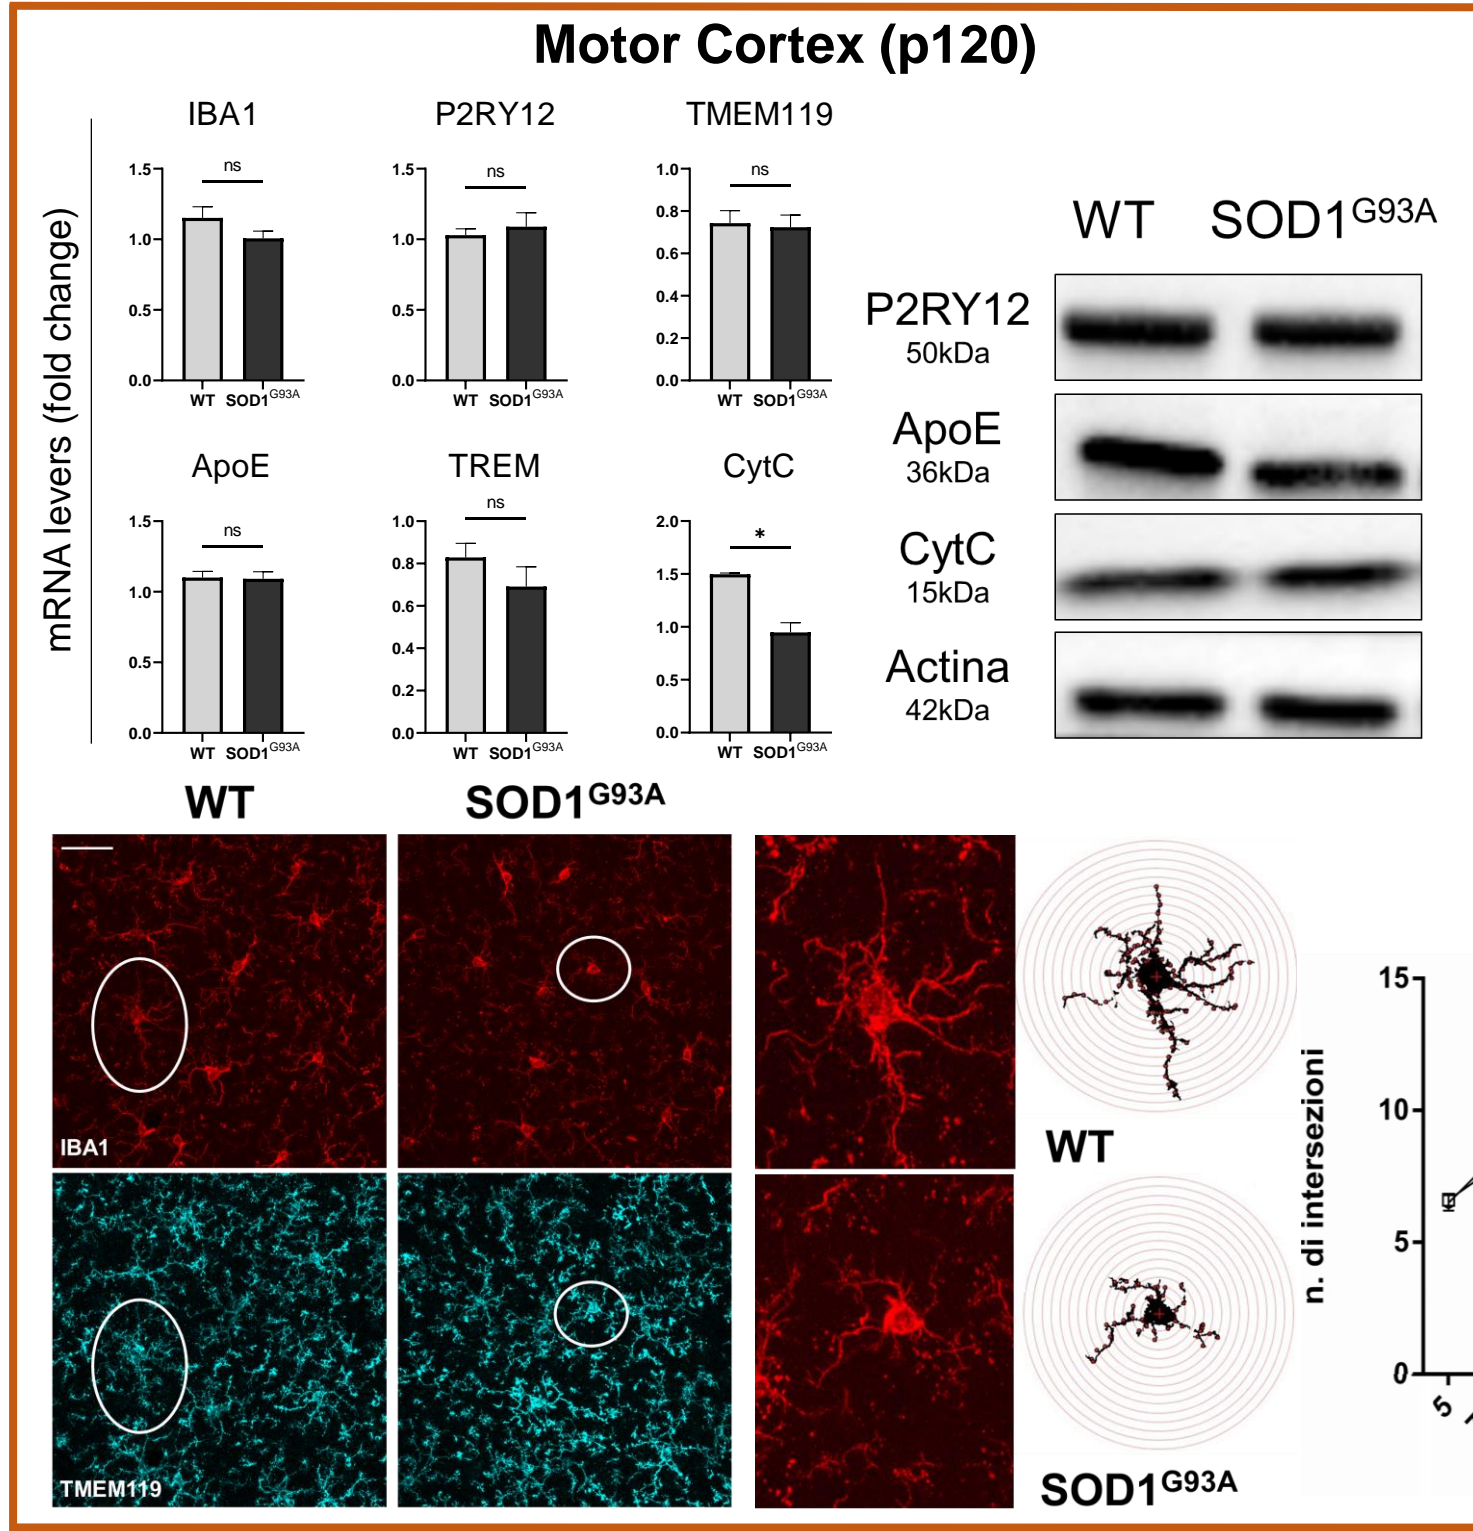 Motor Cortex (p120)
mRNA levers (fold change)
IBA1
1.5
1.0
0.5
0.0
ns
WT SOD1G93A
P2RY12
1.5
1.0
0.5
0.0
ns
WT SOD1G93A
TMEM119
1.0
0.8
0.6
0.4
0.2
0.0
ns
WT SOD1G93A
ApoE
1.5
1.0
0.5
0.0
ns
WT SOD1G93A
TREM
1.0
0.8
0.6
0.4
0.2
0.0
ns
WT SOD1G93A
CytC
2.0
1.5
1.0
0.5
0.0
*
WT SOD1G93A
WT SOD1G93A
P2RY12
50kDa
ApoE
36kDa
CytC
15kDa
Actina
42kDa
WT SOD1G93A
IBA1
TMEM119
WT
SOD1G93A
n. di intersezioni
15
10
5
0
5